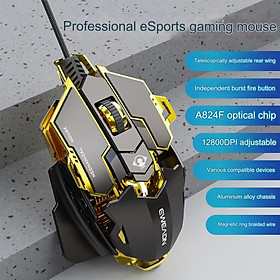 Professional eSports gaming mouse
Telescopically adjustable rear wing
Independent burst fire button
A824F optical chip
12800DPI adjustable
Various compatible devices
Aluminum alloy chassis
Magnetic ring braided wire
MECHANICAL